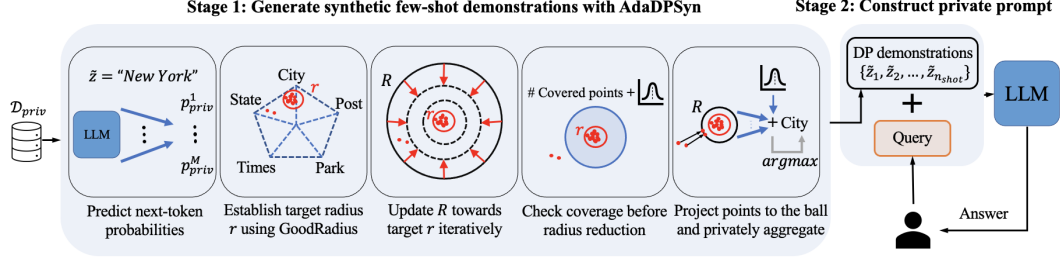 Stage 1: Generate synthetic few-shot demonstrations with AdaDPSyn
Stage 2: Construct private prompt
𝒟_priv
z̃ = "New York"
LLM
p^1_priv
⋮ ⋮
p^M_priv
Predict next-token
probabilities
City
r
State
Post
Times
Park
Establish target radius
r using GoodRadius
R
r
Update R towards
target r iteratively
# Covered points +
r
Check coverage before
radius reduction
R
r
+ City
argmax
Project points to the ball
and privately aggregate
DP demonstrations
{z̃_1, z̃_2, ..., z̃_{n_shot}}
+
Query
LLM
Answer